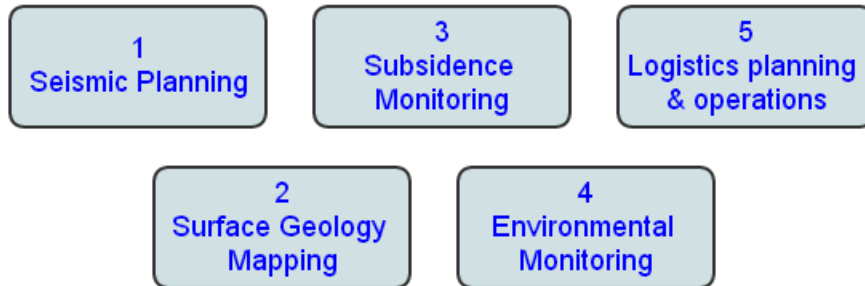 1
Seismic Planning
3
Subsidence
Monitoring
5
Logistics planning
& operations
2
Surface Geology
Mapping
4
Environmental
Monitoring